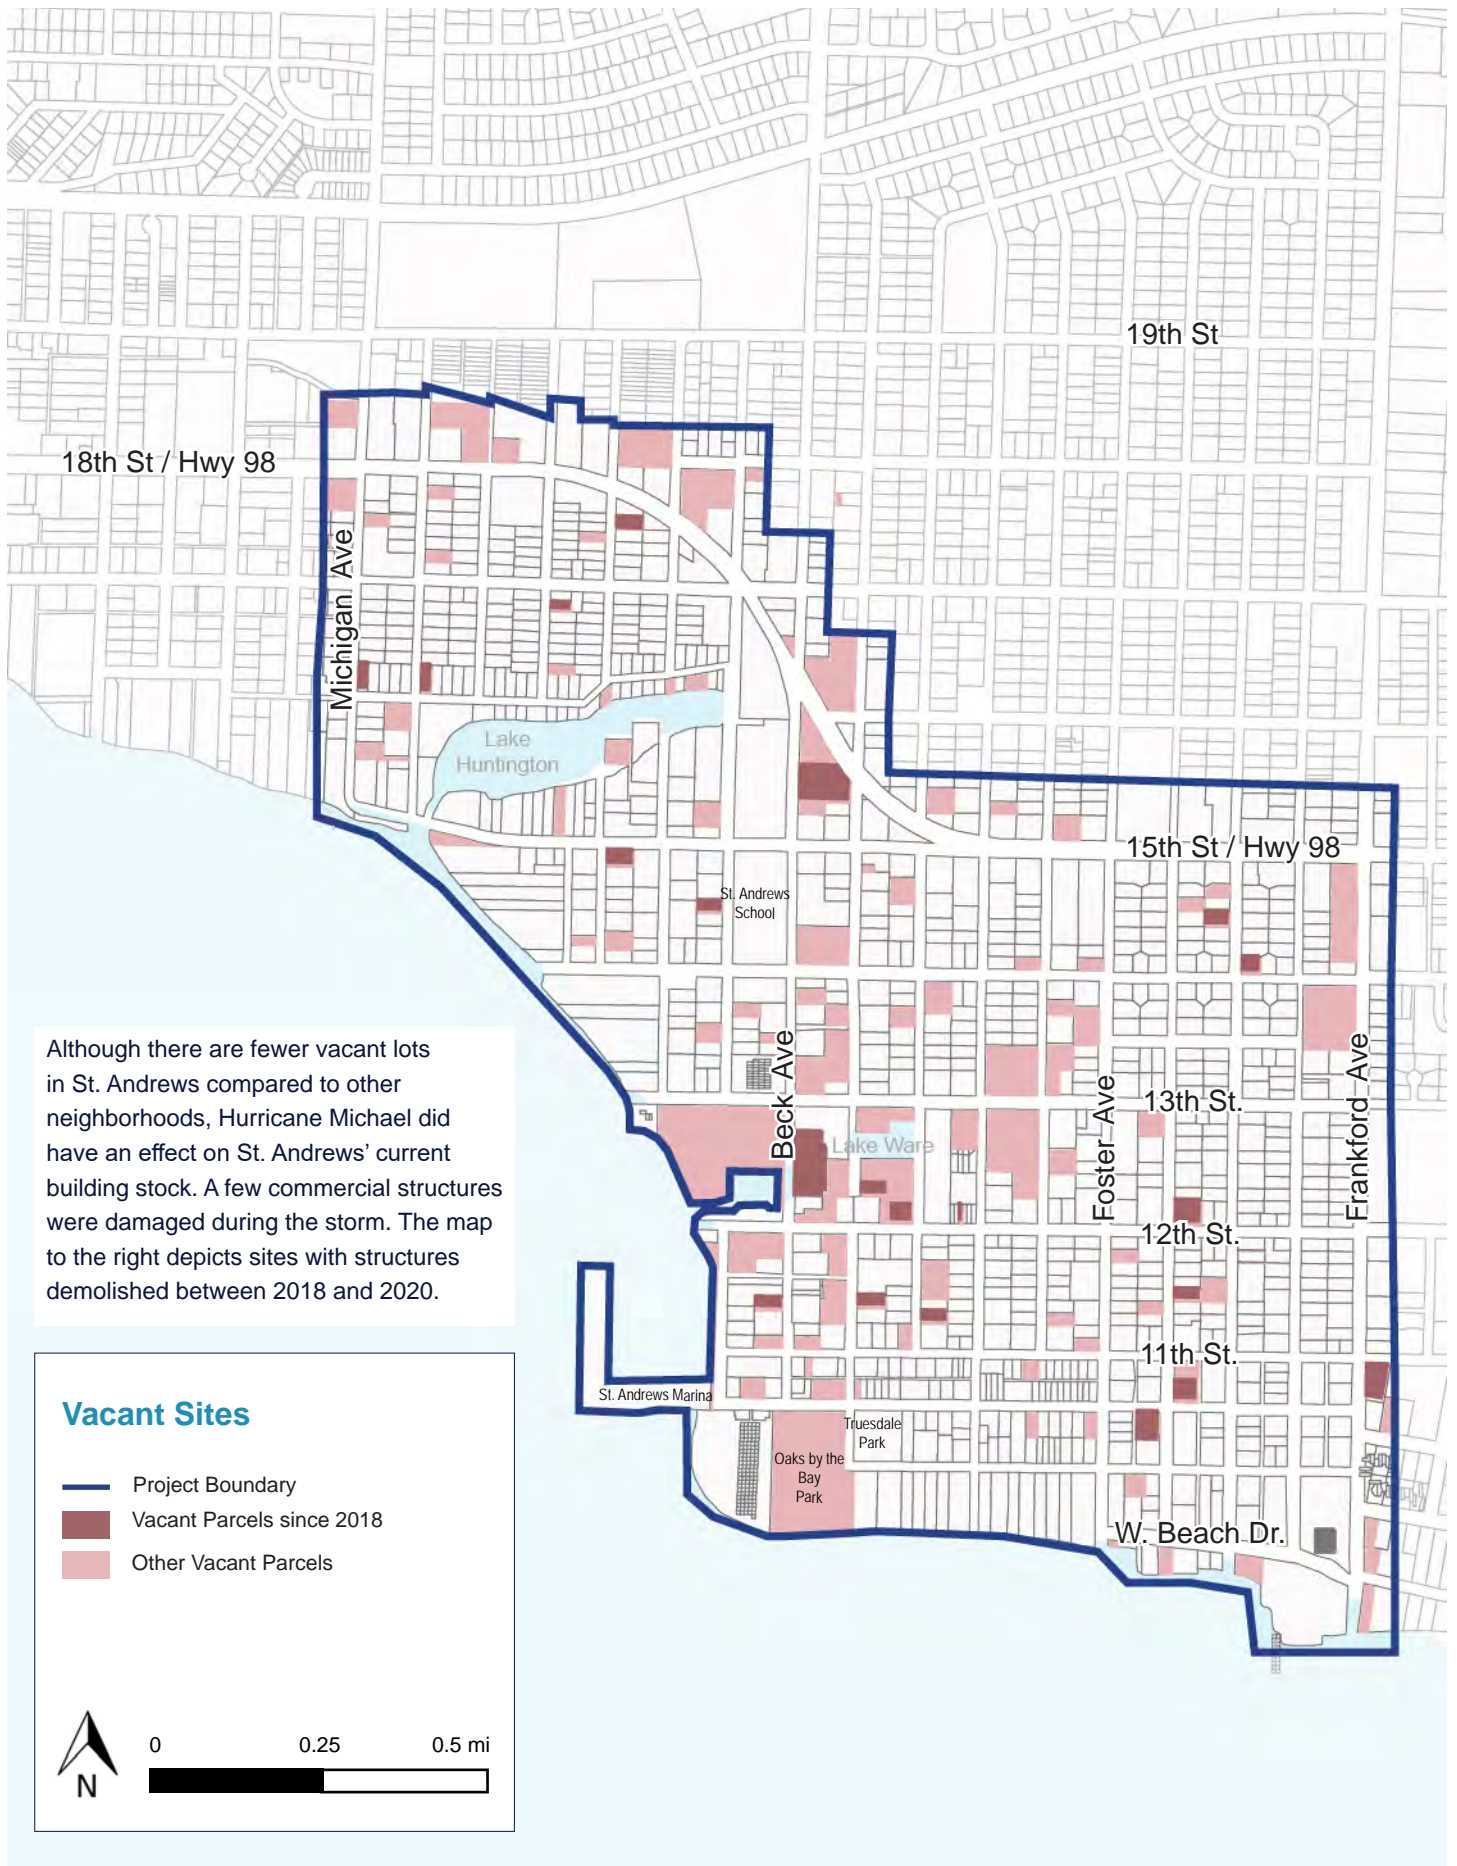 19th St
18th St / Hwy 98
Michigan Ave
Lake
Huntington
15th St / Hwy 98
St. Andrews
School
Although there are fewer vacant lots
in St. Andrews compared to other
neighborhoods, Hurricane Michael did
have an effect on St. Andrews’ current
building stock. A few commercial structures
were damaged during the storm. The map
to the right depicts sites with structures
demolished between 2018 and 2020.
Beck Ave
Foster Ave
Frankford Ave
13th St.
Lake Ware
12th St.
11th St.
St. Andrews Marina
Truesdale
Park
Oaks by the
Bay
Park
W. Beach Dr.
Vacant Sites
Project Boundary
Vacant Parcels since 2018
Other Vacant Parcels
N
0 0.25 0.5 mi